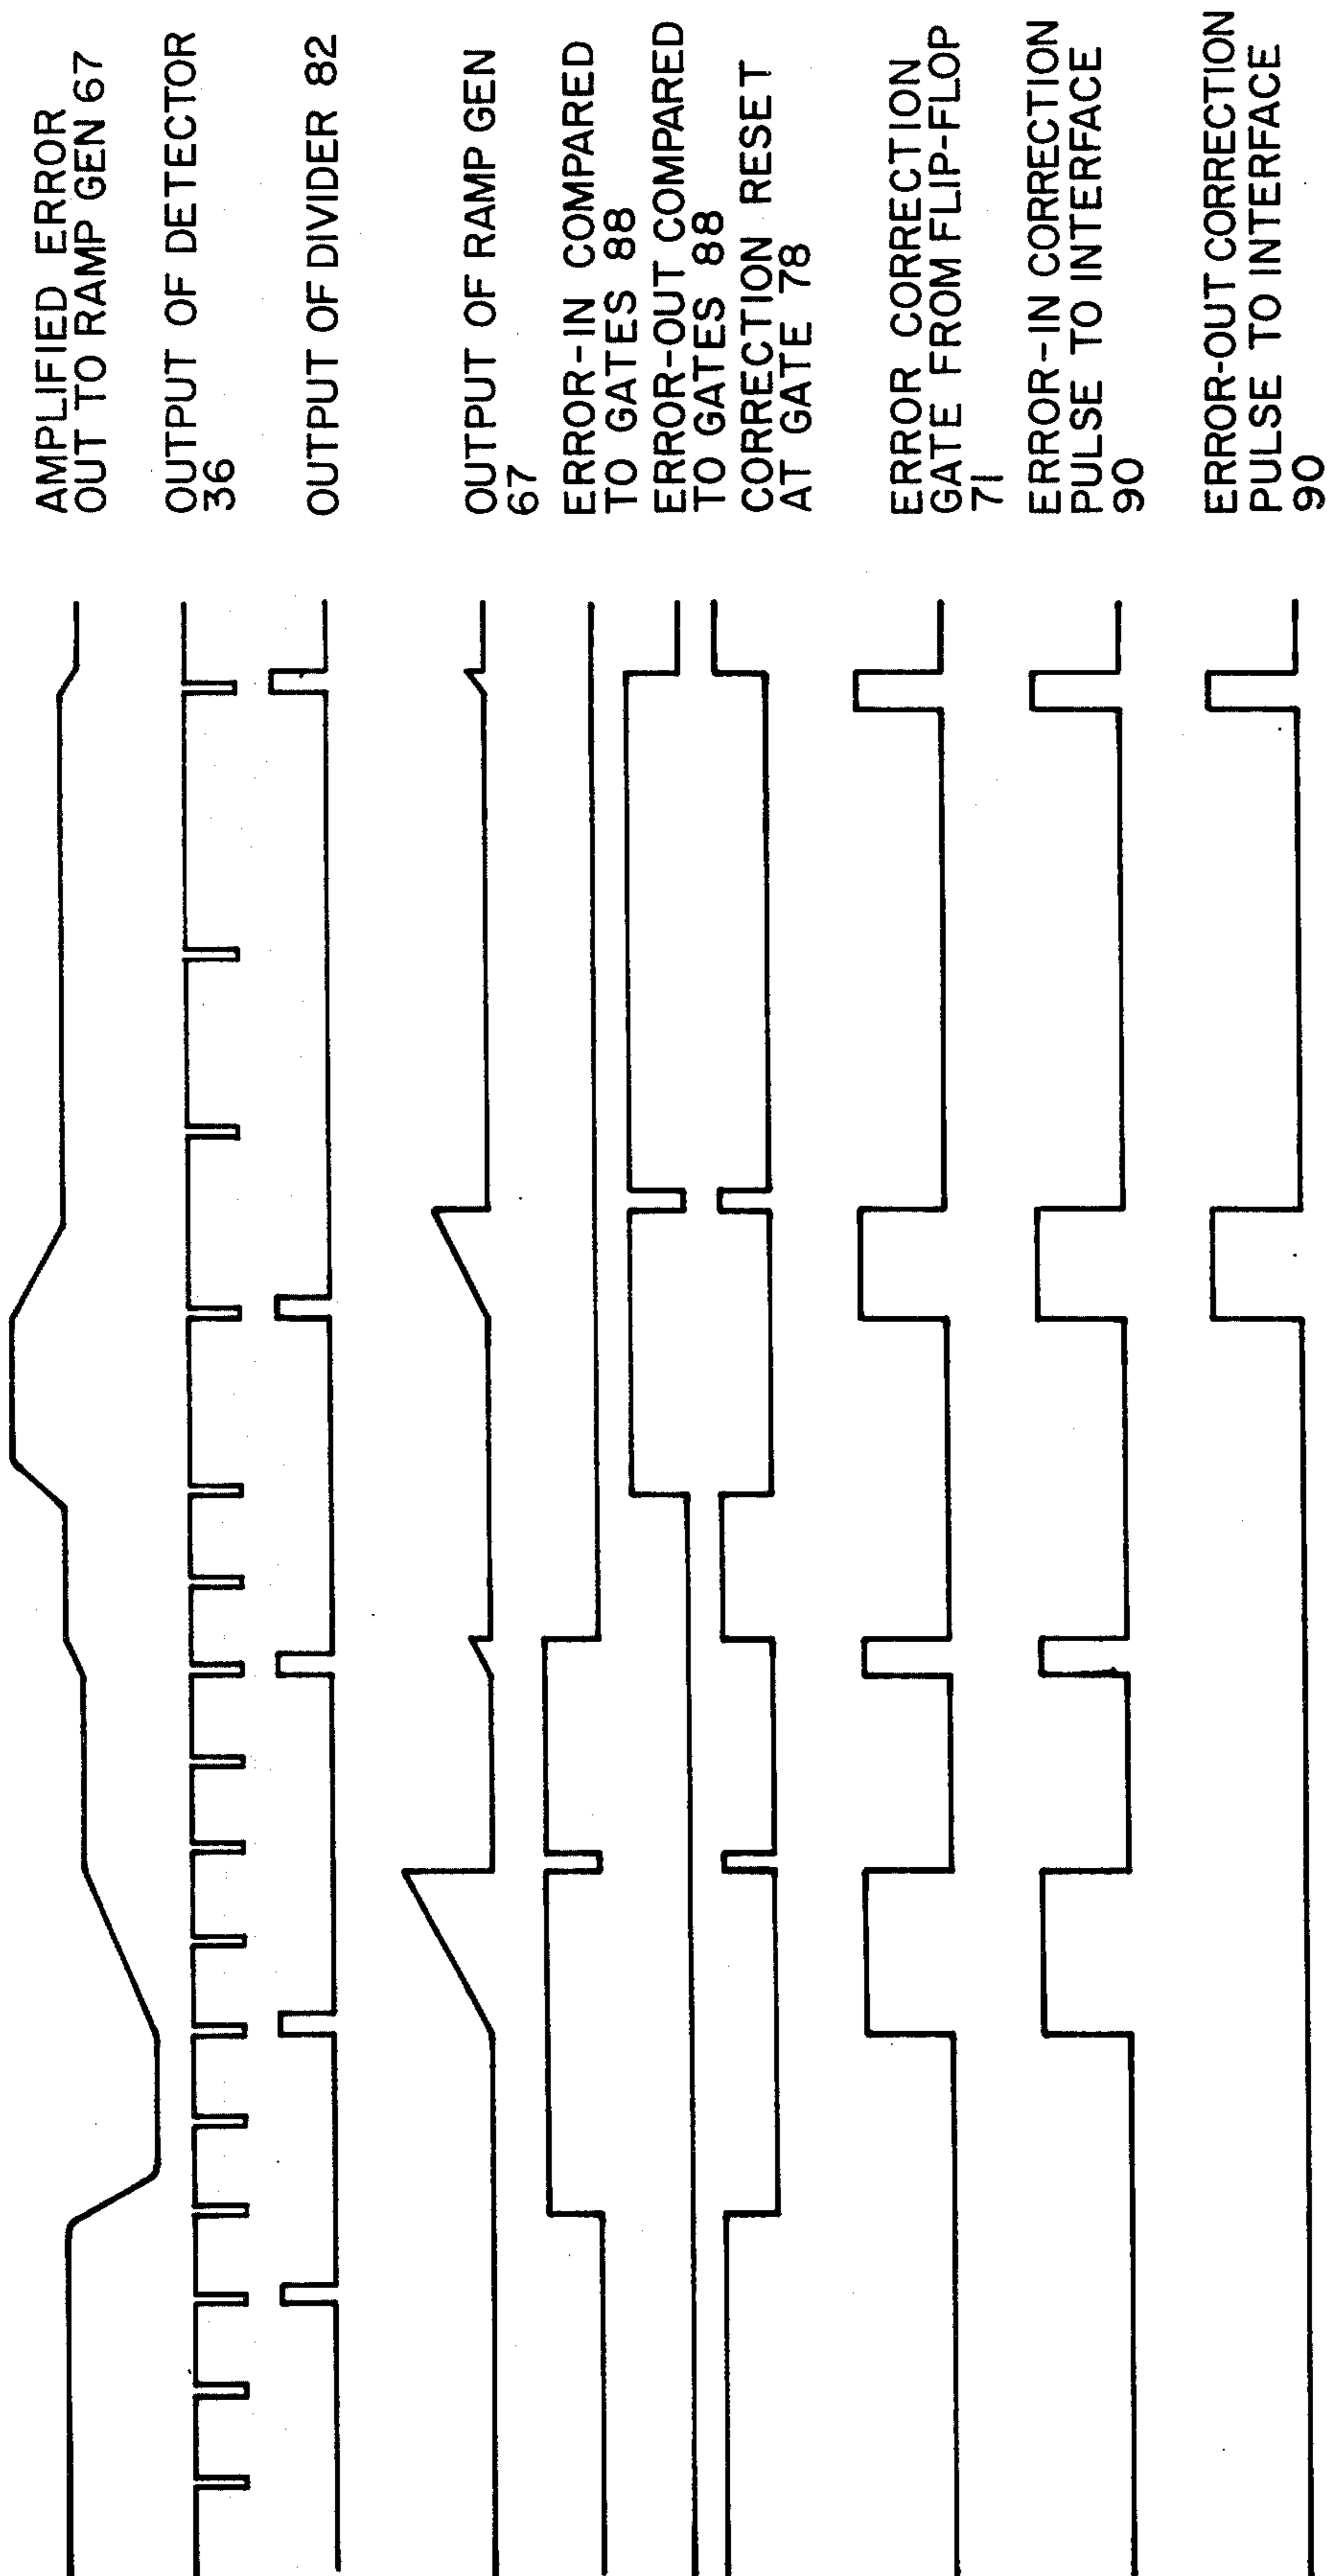 AMPLIFIED ERROR
OUT TO RAMP GEN 67
OUTPUT OF DETECTOR
36
OUTPUT OF DIVIDER 82
OUTPUT OF RAMP GEN
67
ERROR-IN COMPARED
TO GATES 88
ERROR-OUT COMPARED
TO GATES 88
CORRECTION RESET
AT GATE 78
ERROR CORRECTION
GATE FROM FLIP-FLOP
71
ERROR-IN CORRECTION
PULSE TO INTERFACE
90
ERROR-OUT CORRECTION
PULSE TO INTERFACE
90